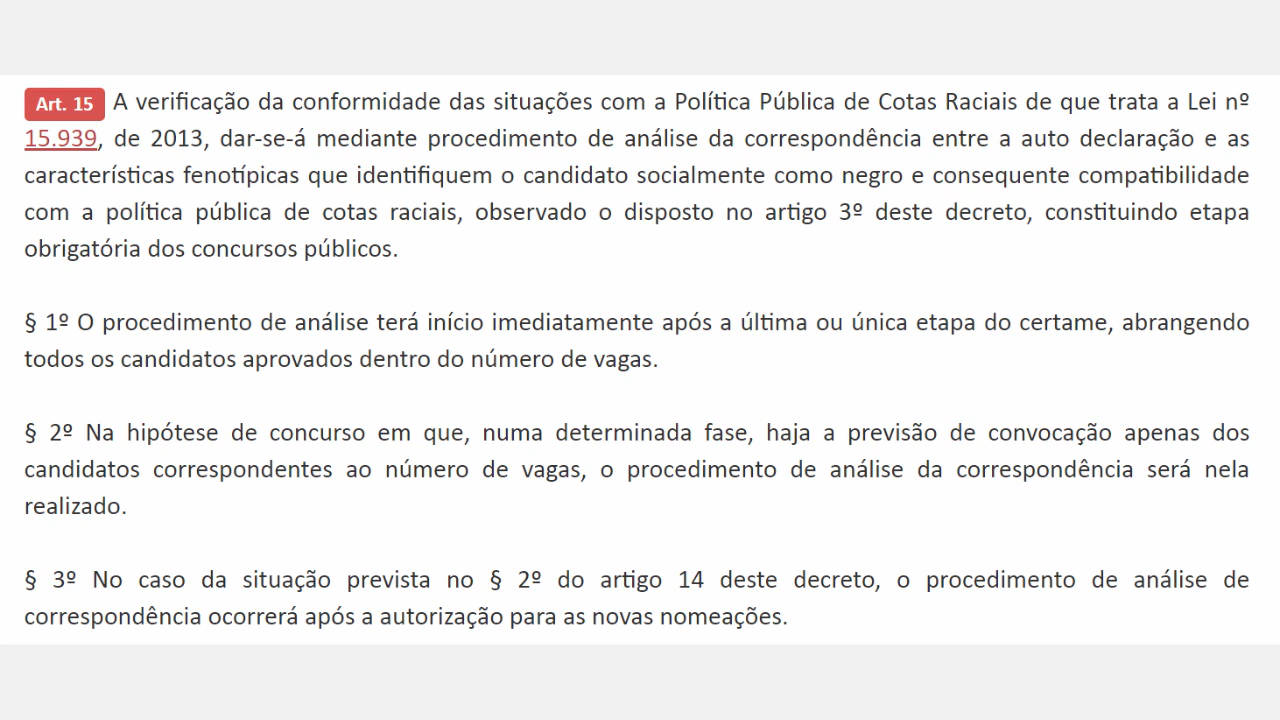 Art. 15 A verificação da conformidade das situações com a Política Pública de Cotas Raciais de que trata a Lei nº
15.939, de 2013, dar-se-á mediante procedimento de análise da correspondência entre a auto declaração e as
características fenotípicas que identifiquem o candidato socialmente como negro e consequente compatibilidade
com a política pública de cotas raciais, observado o disposto no artigo 3º deste decreto, constituindo etapa
obrigatória dos concursos públicos.
§ 1º O procedimento de análise terá início imediatamente após a última ou única etapa do certame, abrangendo
todos os candidatos aprovados dentro do número de vagas.
§ 2º Na hipótese de concurso em que, numa determinada fase, haja a previsão de convocação apenas dos
candidatos correspondentes ao número de vagas, o procedimento de análise da correspondência será nela
realizado.
§ 3º No caso da situação prevista no § 2º do artigo 14 deste decreto, o procedimento de análise de
correspondência ocorrerá após a autorização para as novas nomeações.